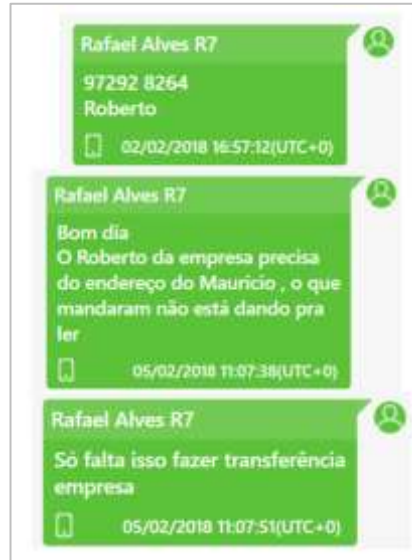 Rafael Alves R7
97292 8264
Roberto
02/02/2018 16:57:12(UTC+0)
Rafael Alves R7
Bom dia
O Roberto da empresa precisa
do endereço do Mauricio , o que
mandaram não está dando pra
ler
05/02/2018 11:07:38(UTC+0)
Rafael Alves R7
Só falta isso fazer transferência
empresa
05/02/2018 11:07:51(UTC+0)